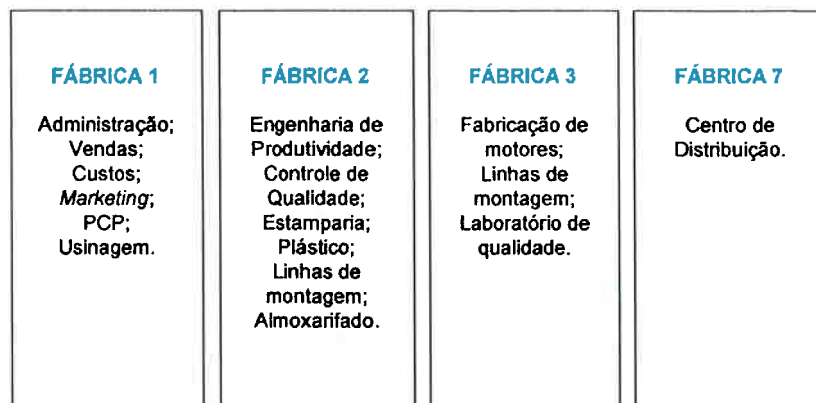 FÁBRICA 1
Administração;
Vendas;
Custos;
Marketing;
PCP;
Usinagem.
FÁBRICA 2
Engenharia de
Produtividade;
Controle de
Qualidade;
Estamparia;
Plástico;
Linhas de
montagem;
Almoxarifado.
FÁBRICA 3
Fabricação de
motores;
Linhas de
montagem;
Laboratório de
qualidade.
FÁBRICA 7
Centro de
Distribuição.